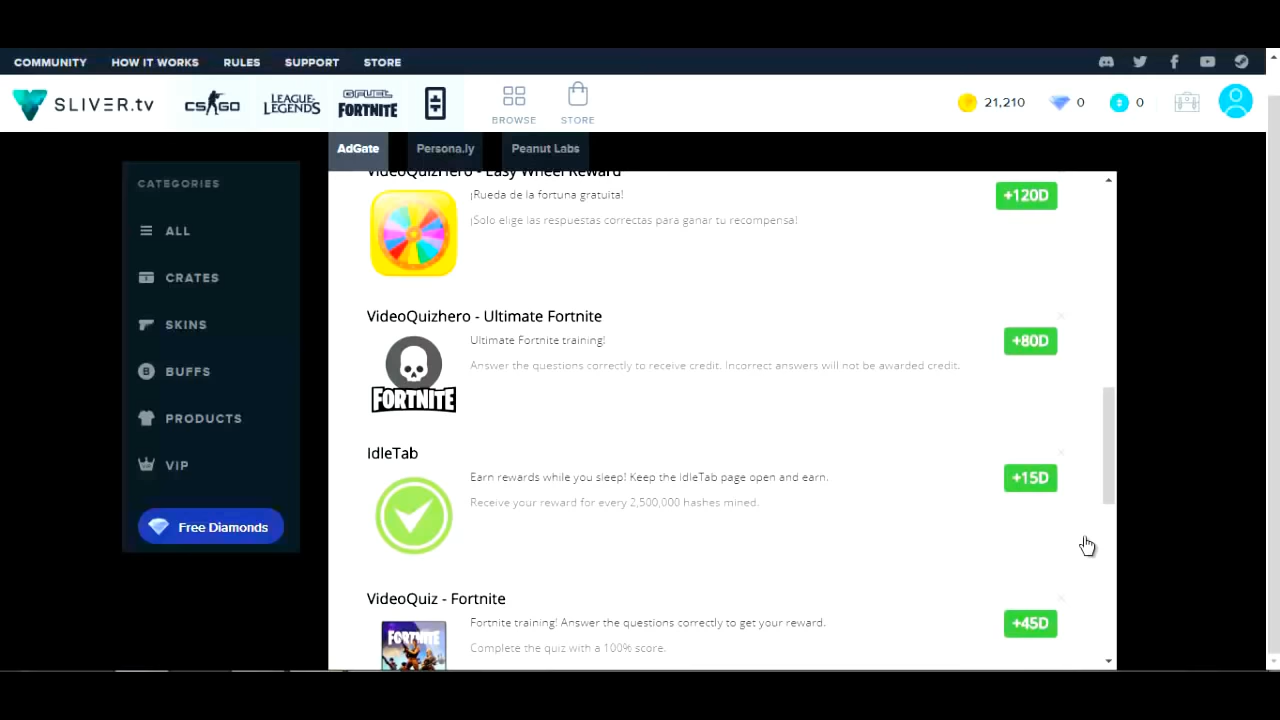 COMMUNITY HOW IT WORKS RULES SUPPORT STORE
SLIVER.tv CS GO LEAGUE LEGENDS GFUEL FORTNITE BROWSE STORE 21,210 0 0
AdGate Persona.ly Peanut Labs
CATEGORIES
ALL
CRATES
SKINS
BUFFS
PRODUCTS
VIP
Free Diamonds
VideoQuizHero - Easy Wheel Reward
¡Rueda de la fortuna gratuita!
¡Solo elige las respuestas correctas para ganar tu recompensa!
+120D
VideoQuizhero - Ultimate Fortnite
Ultimate Fortnite training!
Answer the questions correctly to receive credit. Incorrect answers will not be awarded credit.
+80D
FORTNITE
IdleTab
Earn rewards while you sleep! Keep the IdleTab page open and earn.
Receive your reward for every 2,500,000 hashes mined.
+15D
VideoQuiz - Fortnite
Fortnite training! Answer the questions correctly to get your reward.
Complete the quiz with a 100% score.
+45D
FORTNITE